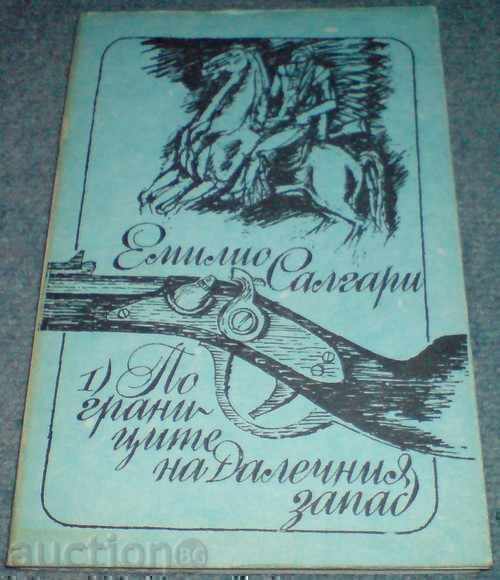 Емилио
Салгари
1) По
грани-
ците
на Далечния
запад
auction BG